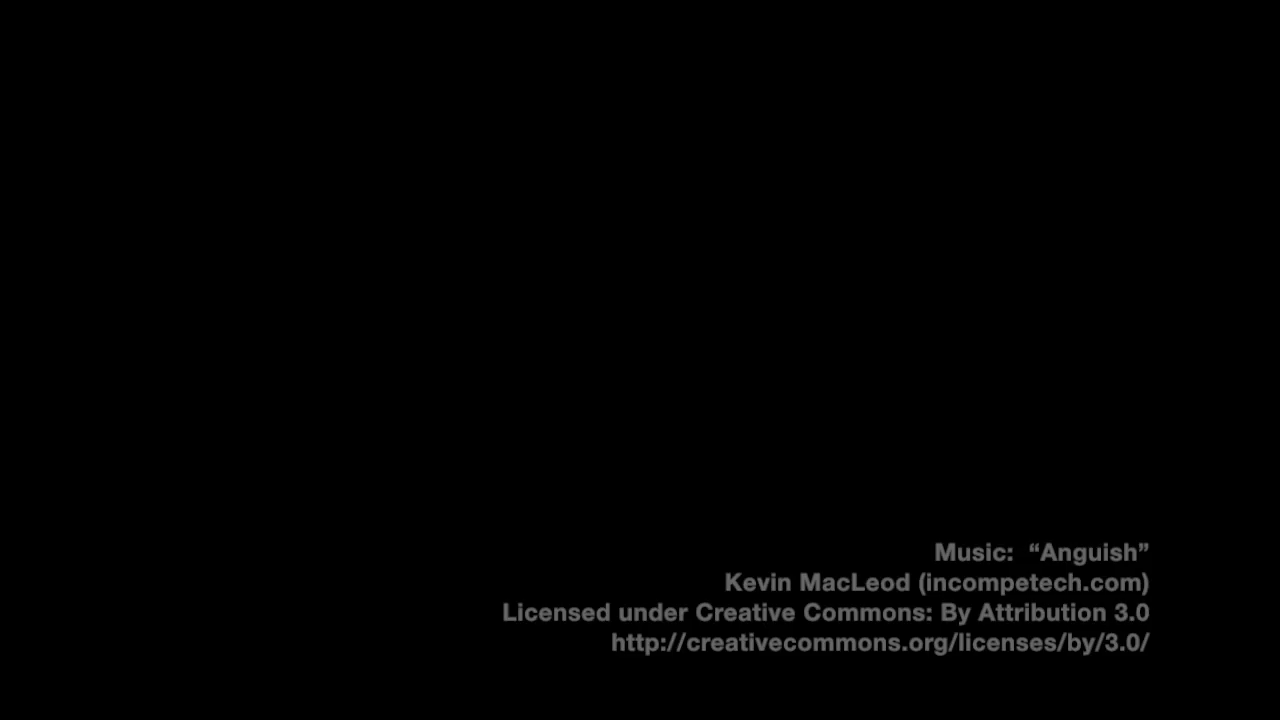 Music:  “Anguish”
Kevin MacLeod (incompetech.com)
Licensed under Creative Commons: By Attribution 3.0
http://creativecommons.org/licenses/by/3.0/